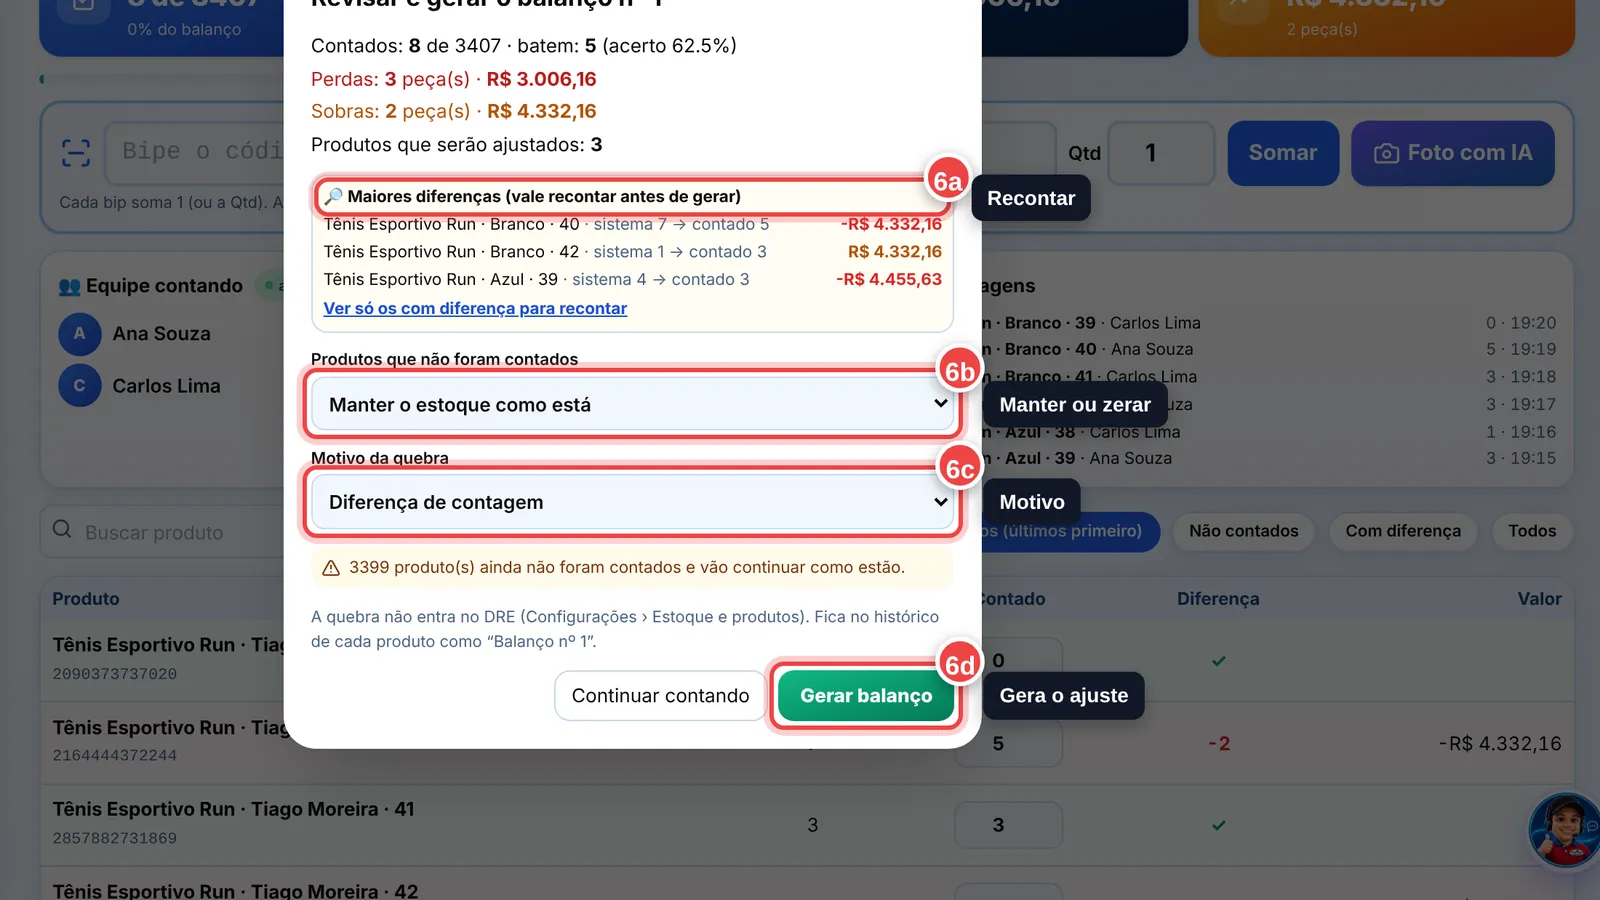 0% do balanço
2 peça(s)
Contados: 8 de 3407 · batem: 5 (acerto 62.5%)
Perdas: 3 peça(s) · R$ 3.006,16
Sobras: 2 peça(s) · R$ 4.332,16
Produtos que serão ajustados: 3
Bipe o códi
Qtd
1
Somar
Foto com IA
Cada bip soma 1 (ou a Qtd). A
🔎 Maiores diferenças (vale recontar antes de gerar)
6a
Recontar
Tênis Esportivo Run · Branco · 40 · sistema 7 → contado 5
-R$ 4.332,16
Tênis Esportivo Run · Branco · 42 · sistema 1 → contado 3
R$ 4.332,16
Tênis Esportivo Run · Azul · 39 · sistema 4 → contado 3
-R$ 4.455,63
Ver só os com diferença para recontar
👥 Equipe contando
A
Ana Souza
C
Carlos Lima
agens
n · Branco · 39 · Carlos Lima
0 · 19:20
n · Branco · 40 · Ana Souza
5 · 19:19
n · Branco · 41 · Carlos Lima
3 · 19:18
uza
3 · 19:17
n · Azul · 38 · Carlos Lima
1 · 19:16
n · Azul · 39 · Ana Souza
3 · 19:15
Produtos que não foram contados
6b
Manter o estoque como está
Manter ou zerar
Motivo da quebra
6c
Diferença de contagem
Motivo
Buscar produto
os (últimos primeiro)
Não contados
Com diferença
Todos
3399 produto(s) ainda não foram contados e vão continuar como estão.
A quebra não entra no DRE (Configurações › Estoque e produtos). Fica no histórico
de cada produto como “Balanço nº 1”.
Continuar contando
Gerar balanço
6d
Gera o ajuste
Produto
Contado
Diferença
Valor
Tênis Esportivo Run · Tiag
2090373737020
0
✓
Tênis Esportivo Run · Tiag
2164444372244
5
-2
-R$ 4.332,16
Tênis Esportivo Run · Tiago Moreira · 41
2857882731869
3
3
✓
Tênis Esportivo Run · Tiago Moreira · 42